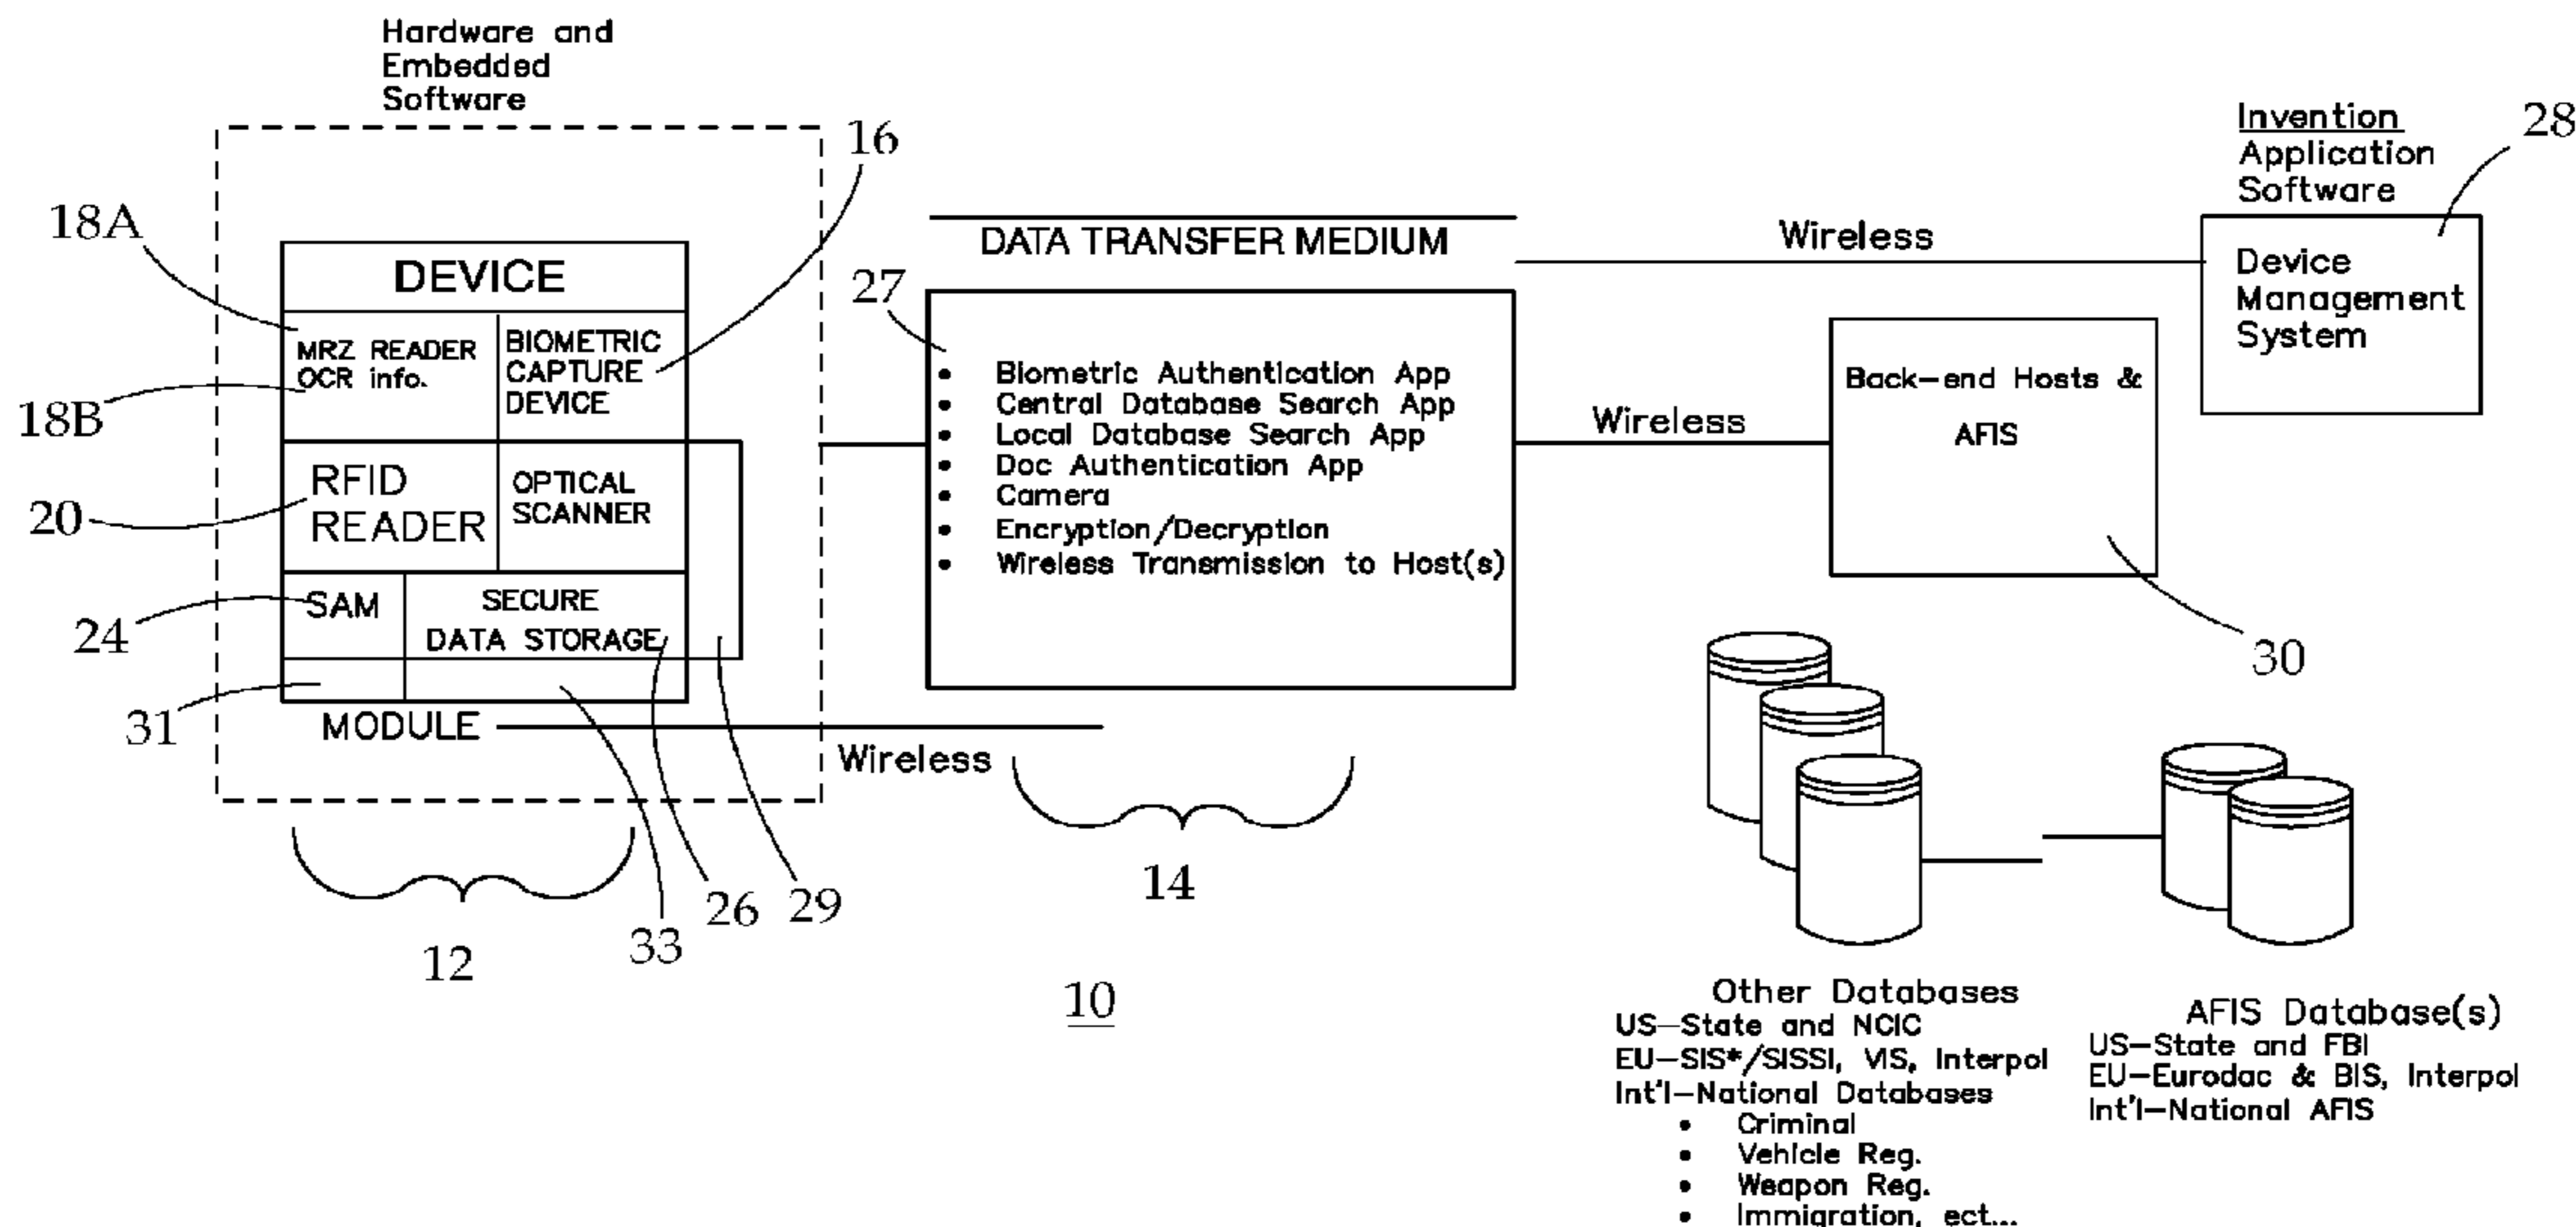 Hardware and
Embedded
Software
16
18A
DEVICE
MRZ READER
OCR info.
18B
BIOMETRIC
CAPTURE
DEVICE
RFID
READER
20
OPTICAL
SCANNER
SAM
24
SECURE
DATA STORAGE
31
MODULE
Wireless
12
33
26
29
DATA TRANSFER MEDIUM
27
• Biometric Authentication App
• Central Database Search App
• Local Database Search App
• Doc Authentication App
• Camera
• Encryption/Decryption
• Wireless Transmission to Host(s)
14
10
Wireless
Wireless
Invention
Application
Software
28
Device
Management
System
Back-end Hosts &
AFIS
30
Other Databases
US-State and NCIC
EU-SIS*/SISSI, VIS, Interpol
Int'l-National Databases
• Criminal
• Vehicle Reg.
• Weapon Reg.
• Immigration, ect...
AFIS Database(s)
US-State and FBI
EU-Eurodac & BIS, Interpol
Int'l-National AFIS